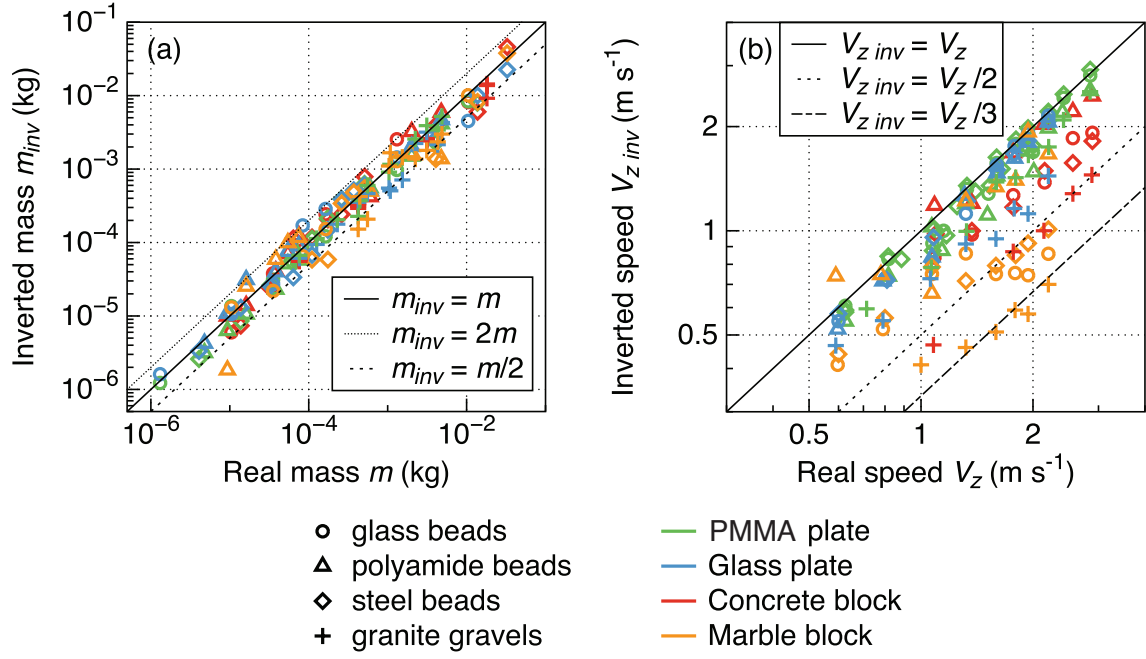 (a)
10⁻¹
10⁻²
10⁻³
10⁻⁴
10⁻⁵
10⁻⁶
Inverted mass m_inv (kg)
m_inv = m
m_inv = 2m
m_inv = m/2
10⁻⁶ 10⁻⁴ 10⁻²
Real mass m (kg)
(b)
V_z inv = V_z
V_z inv = V_z /2
V_z inv = V_z /3
2
1
0.5
Inverted speed V_z inv (m s⁻¹)
0.5 1 2
Real speed V_z (m s⁻¹)
glass beads
polyamide beads
steel beads
granite gravels
PMMA plate
Glass plate
Concrete block
Marble block